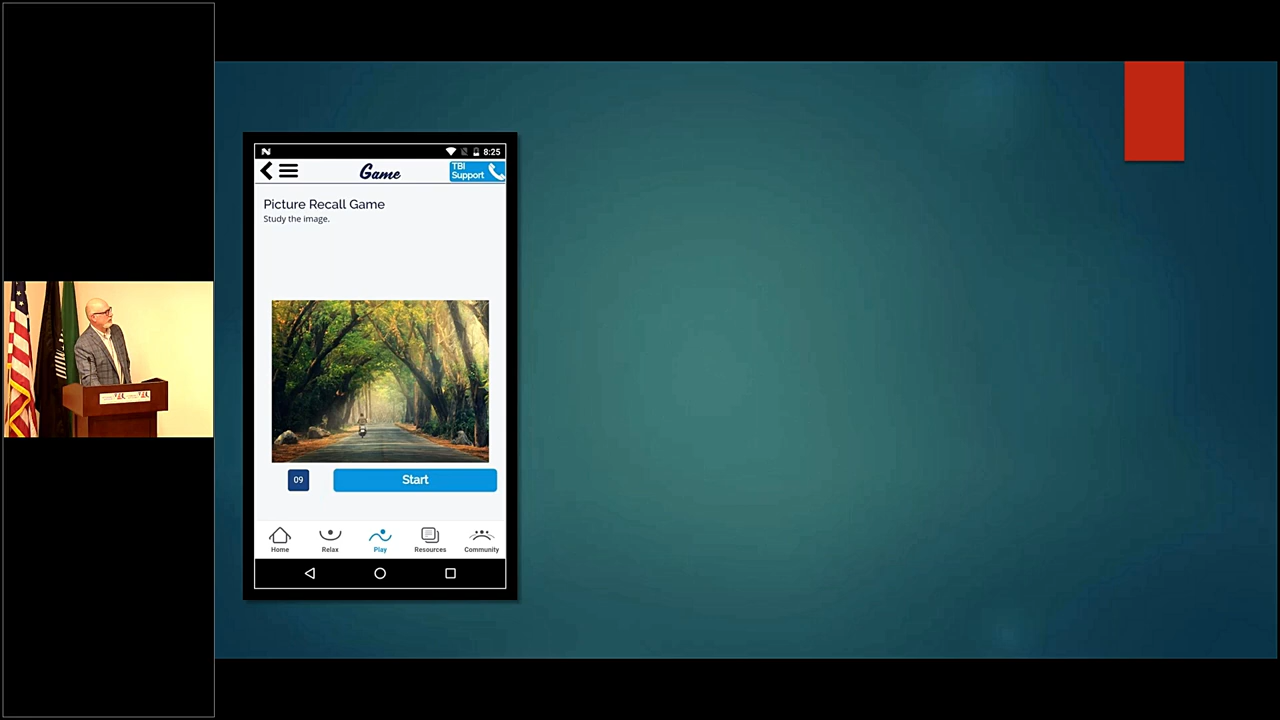 8:25
Game
TBI
Support
Picture Recall Game
Study the image.
09
Start
Home
Relax
Play
Resources
Community